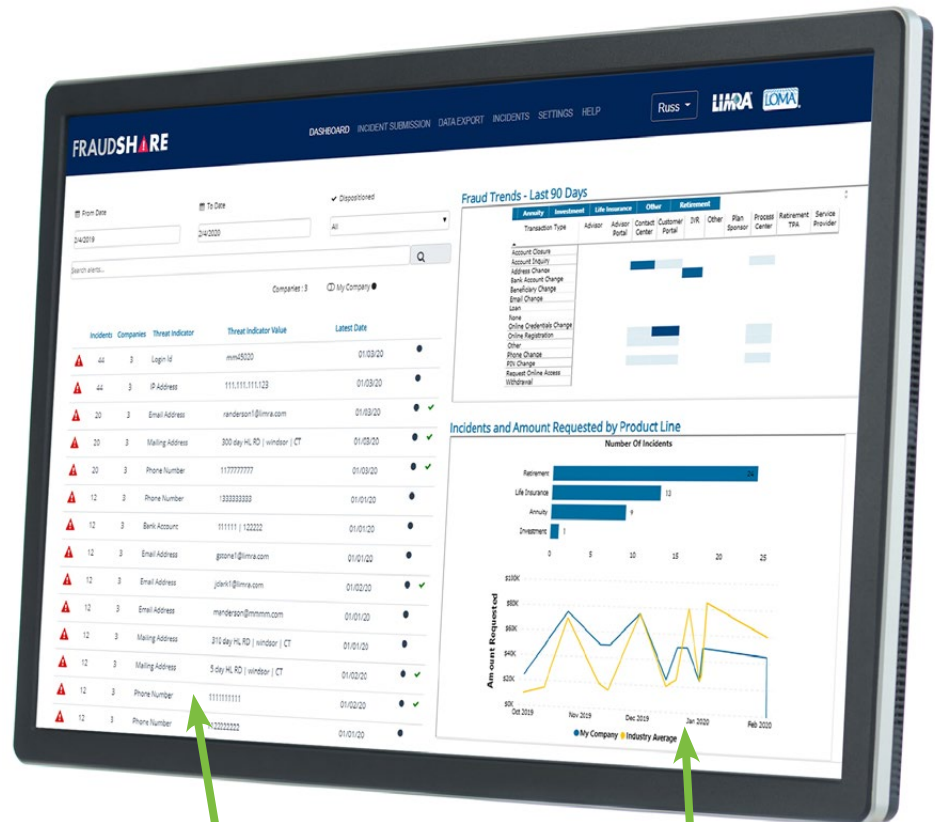 FRAUDSHARE
DASHBOARD INCIDENT SUBMISSION DATA EXPORT INCIDENTS SETTINGS HELP
Russ
LIMRA LOMA
From Date
To Date
Dispositioned
2/4/2019
2/4/2020
All
Search alerts...
Companies : 3
My Company
Incidents Companies Threat Indicator Threat Indicator Value Latest Date
44 3 Login Id mm45020 01/03/20
44 3 IP Address 111.111.111.123 01/03/20
20 3 Email Address randerson1@limra.com 01/03/20
20 3 Mailing Address 300 day HL RD | windsor | CT 01/03/20
20 3 Phone Number 1177777777 01/03/20
12 3 Phone Number 1333333333 01/01/20
12 3 Bank Account 111111 | 122222 01/01/20
12 3 Email Address gstone1@limra.com 01/01/20
12 3 Email Address jclark1@limra.com 01/02/20
12 3 Email Address manderson@mmmm.com 01/01/20
12 3 Mailing Address 310 day HL RD | windsor | CT 01/01/20
12 3 Mailing Address 5 day HL RD | windsor | CT 01/02/20
12 3 Phone Number 1111111111 01/02/20
12 3 Phone Number 01/01/20
Fraud Trends - Last 90 Days
Annuity Investment Life Insurance Other Retirement
Transaction Type Advisor Advisor Portal Contact Center Customer Portal IVR Other Plan Sponsor Process Center Retirement TPA Service Provider
Account Closure
Account Inquiry
Address Change
Bank Account Change
Beneficiary Change
Email Change
Loan
None
Online Credentials Change
Online Registration
Other
Phone Change
PIN Change
Request Online Access
Withdrawal
Incidents and Amount Requested by Product Line
Number Of Incidents
Retirement 24
Life Insurance 13
Annuity 9
Investment 1
0 5 10 15 20 25
Amount Requested
$100K
$80K
$60K
$40K
$20K
$0K
Oct 2019 Nov 2019 Dec 2019 Jan 2020 Feb 2020
My Company Industry Average